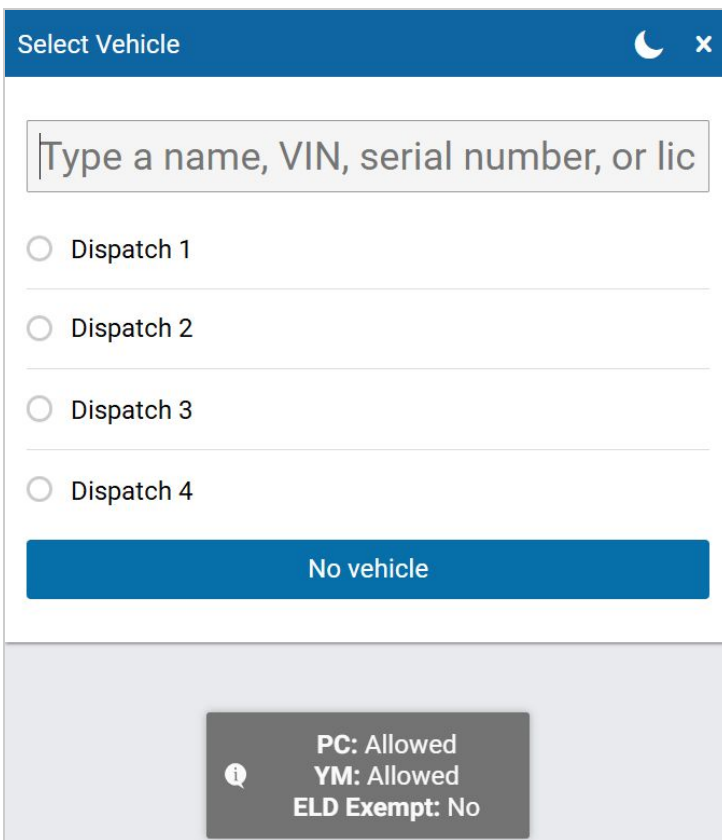 Select Vehicle
Type a name, VIN, serial number, or lic
Dispatch 1
Dispatch 2
Dispatch 3
Dispatch 4
No vehicle
PC: Allowed
YM: Allowed
ELD Exempt: No